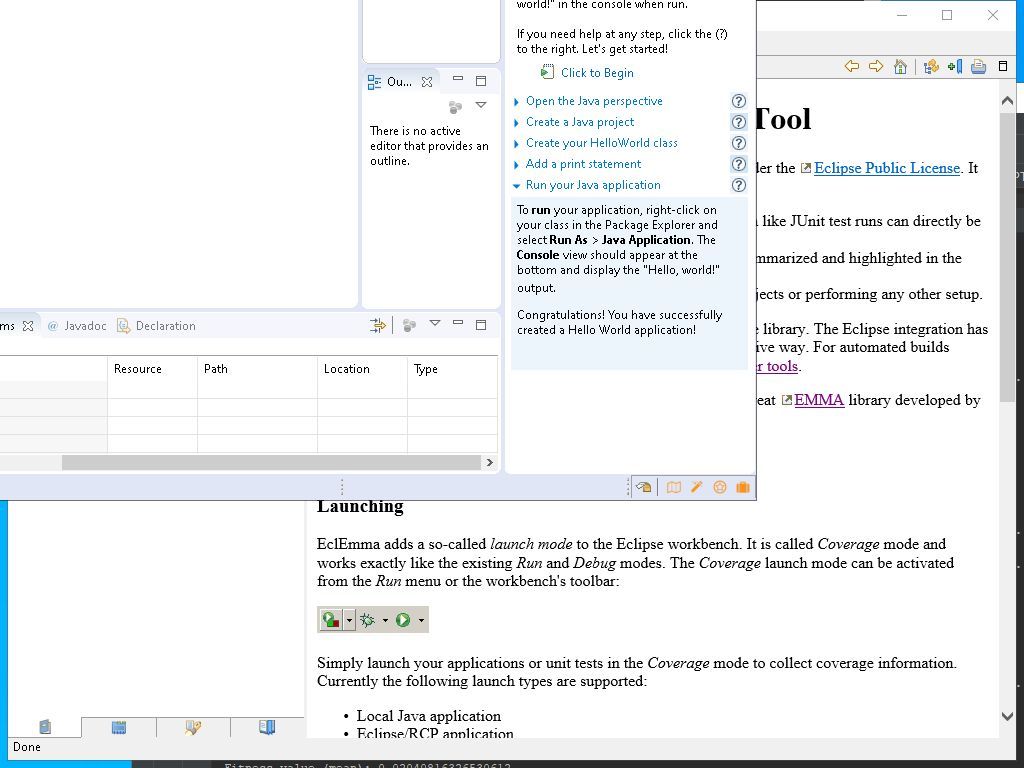 world!" in the console when run.
If you need help at any step, click the (?)
to the right. Let's get started!
Click to Begin
Open the Java perspective
Create a Java project
Create your HelloWorld class
Add a print statement
Run your Java application
To run your application, right-click on
your class in the Package Explorer and
select Run As > Java Application. The
Console view should appear at the
bottom and display the "Hello, world!"
output.
Congratulations! You have successfully
created a Hello World application!
Ou...
There is no active
editor that provides an
outline.
ms
@ Javadoc
Declaration
Resource
Path
Location
Type
Tool
der the Eclipse Public License. It
like JUnit test runs can directly be
mmarized and highlighted in the
jects or performing any other setup.
library. The Eclipse integration has
ive way. For automated builds
r tools.
eat EMMA library developed by
Launching
EclEmma adds a so-called launch mode to the Eclipse workbench. It is called Coverage mode and
works exactly like the existing Run and Debug modes. The Coverage launch mode can be activated
from the Run menu or the workbench's toolbar:
Simply launch your applications or unit tests in the Coverage mode to collect coverage information.
Currently the following launch types are supported:
• Local Java application
• Eclipse/RCP application
Done